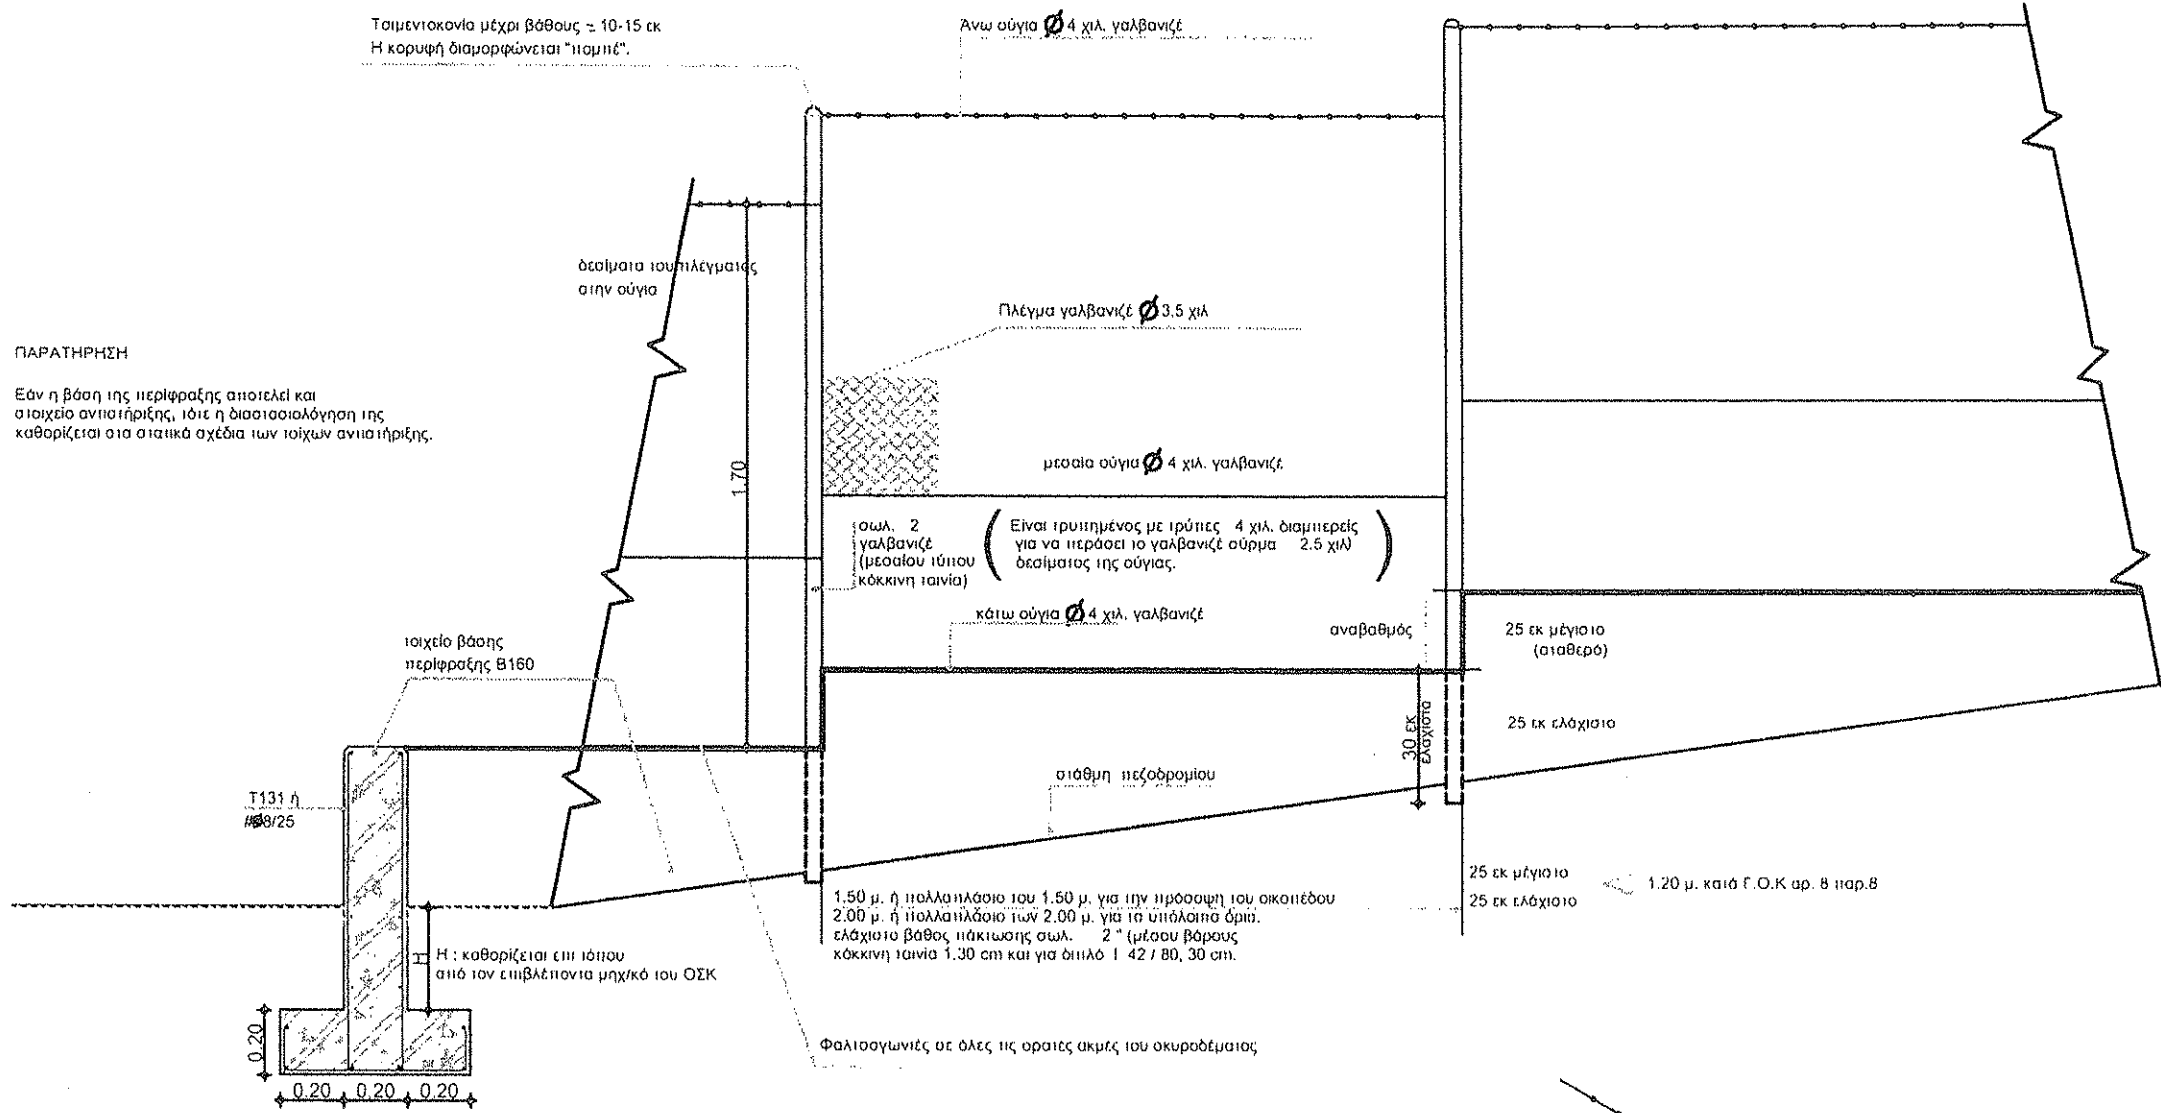 Τσιμεντοκονία μέχρι βάθους ≃ 10-15 εκ
Η κορυφή διαμορφώνεται "πομπέ".
Άνω ούγια Ø 4 χιλ. γαλβανιζέ
δεσίματα του πλέγματος
στην ούγια
Πλέγμα γαλβανιζέ Ø 3.5 χιλ
ΠΑΡΑΤΗΡΗΣΗ
Εάν η βάση της περίφραξης αποτελεί και
στοιχείο αντιστήριξης, τότε η διαστασιολόγηση της
καθορίζεται στα στατικά σχέδια των τοίχων αντιστήριξης.
1.70
μεσαία ούγια Ø 4 χιλ. γαλβανιζέ
σωλ. 2
γαλβανιζέ
(μεσαίου τύπου
κόκκινη ταινία)
( Είναι τρυπημένος με τρύπες 4 χιλ. διαμπερείς
για να περάσει το γαλβανιζέ σύρμα 2.5 χιλ)
δεσίματος της ούγιας. )
κάτω ούγια Ø 4 χιλ. γαλβανιζέ
αναβαθμός
25 εκ μέγιστο
(σταθερό)
τοιχείο βάσης
περίφραξης Β160
30 εκ
ελάχιστα
25 εκ ελάχιστο
στάθμη πεζοδρομίου
Τ131 ή
#Ø8/25
25 εκ μέγιστο
25 εκ ελάχιστο
1.20 μ. κατά Γ.Ο.Κ αρ. 8 παρ.8
1.50 μ. ή πολλαπλάσιο του 1.50 μ. για την πρόσοψη του οικοπέδου
2.00 μ. ή πολλαπλάσιο των 2.00 μ. για τα υπόλοιπα όρια.
ελάχιστο βάθος πάκτωσης σωλ. 2 " (μέσου βάρους
κόκκινη ταινία 1.30 cm και για διπλό Ι 42 / 80, 30 cm.
H
Η : καθορίζεται επι τόπου
από τον επιβλέποντα μηχ/κό του ΟΣΚ
0.20
Φαλτσογωνιές σε όλες τις ορατές ακμές του σκυροδέματος
0.20 0.20 0.20